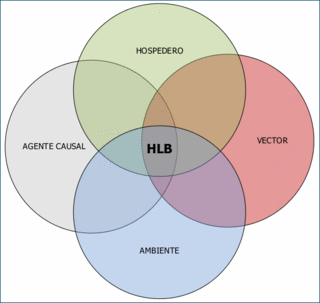 HOSPEDERO
AGENTE CAUSAL
HLB
VECTOR
AMBIENTE